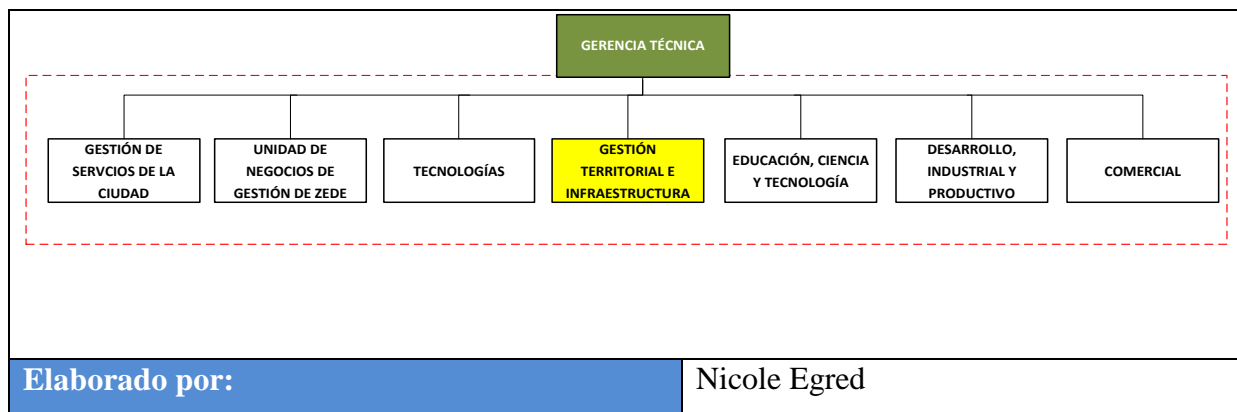 GERENCIA TÉCNICA
GESTIÓN DE
SERVCIOS DE LA
CIUDAD
UNIDAD DE
NEGOCIOS DE
GESTIÓN DE ZEDE
TECNOLOGÍAS
GESTIÓN
TERRITORIAL E
INFRAESTRUCTURA
EDUCACIÓN, CIENCIA
Y TECNOLOGÍA
DESARROLLO,
INDUSTRIAL Y
PRODUCTIVO
COMERCIAL
Elaborado por:
Nicole Egred